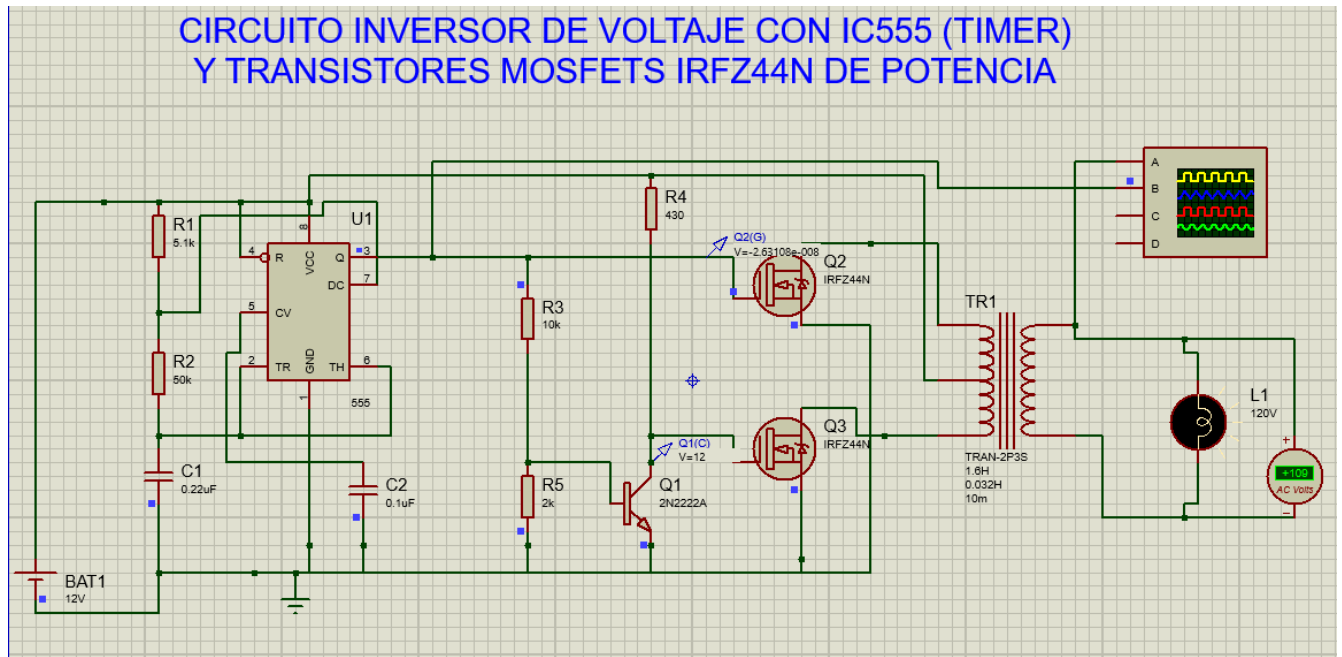 CIRCUITO INVERSOR DE VOLTAJE CON IC555 (TIMER)
Y TRANSISTORES MOSFETS IRFZ44N DE POTENCIA
R1
5.1k
R2
50k
C1
0.22uF
BAT1
12V
U1
4
R
8
VCC
Q
3
DC
7
5
CV
2
TR
GND
1
TH
6
555
C2
0.1uF
R3
10k
R5
2k
R4
430
Q2(G)
V=-2.63108e-008
Q2
IRFZ44N
Q1(C)
V=12
Q3
IRFZ44N
Q1
2N2222A
TR1
TRAN-2P3S
1.6H
0.032H
10m
A
B
C
D
L1
120V
+
+109
AC Volts
−